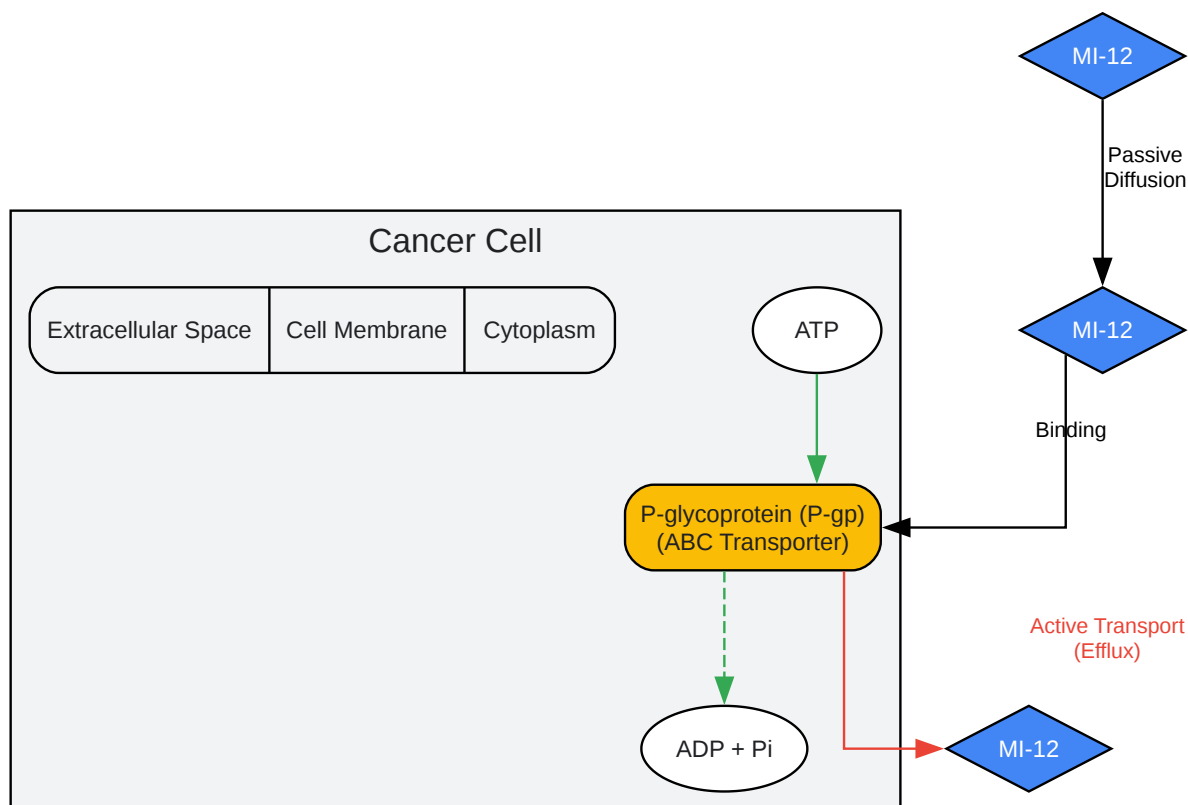 MI-12
Passive
Diffusion
Cancer Cell
Extracellular Space
Cell Membrane
Cytoplasm
ATP
MI-12
Binding
P-glycoprotein (P-gp)
(ABC Transporter)
Active Transport
(Efflux)
ADP + Pi
MI-12